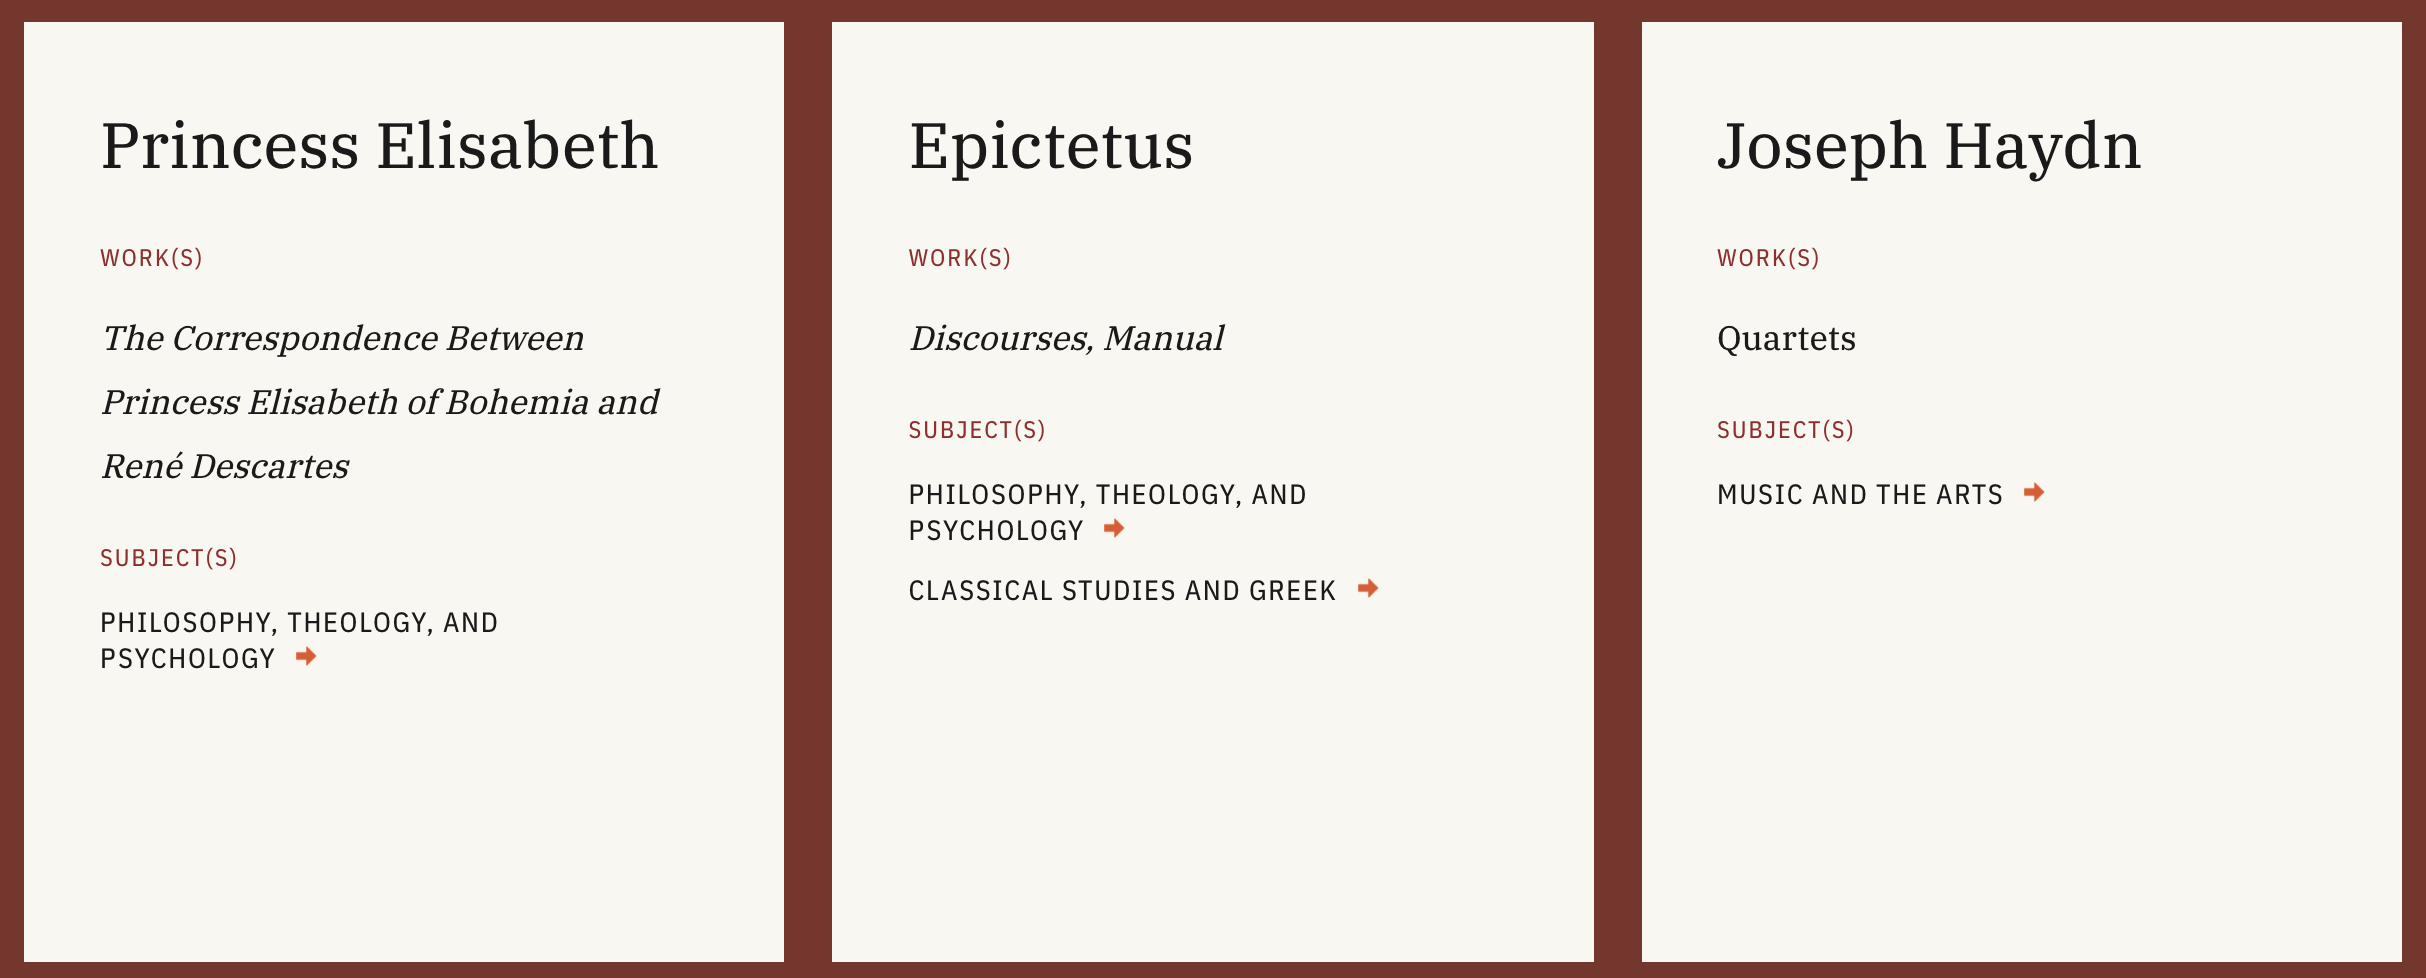 Princess Elisabeth
WORK(S)
The Correspondence Between
Princess Elisabeth of Bohemia and
René Descartes
SUBJECT(S)
PHILOSOPHY, THEOLOGY, AND
PSYCHOLOGY
Epictetus
WORK(S)
Discourses, Manual
SUBJECT(S)
PHILOSOPHY, THEOLOGY, AND
PSYCHOLOGY
CLASSICAL STUDIES AND GREEK
Joseph Haydn
WORK(S)
Quartets
SUBJECT(S)
MUSIC AND THE ARTS